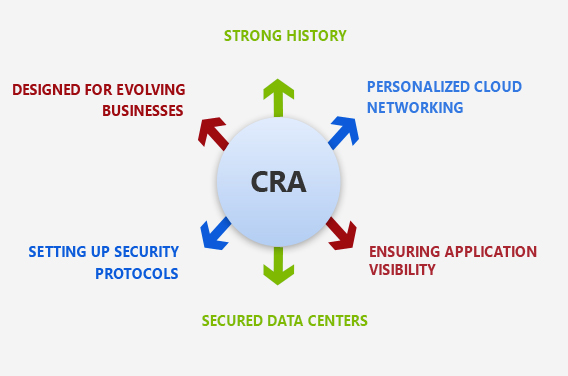 STRONG HISTORY
DESIGNED FOR EVOLVING
BUSINESSES
PERSONALIZED CLOUD
NETWORKING
CRA
SETTING UP SECURITY
PROTOCOLS
ENSURING APPLICATION
VISIBILITY
SECURED DATA CENTERS